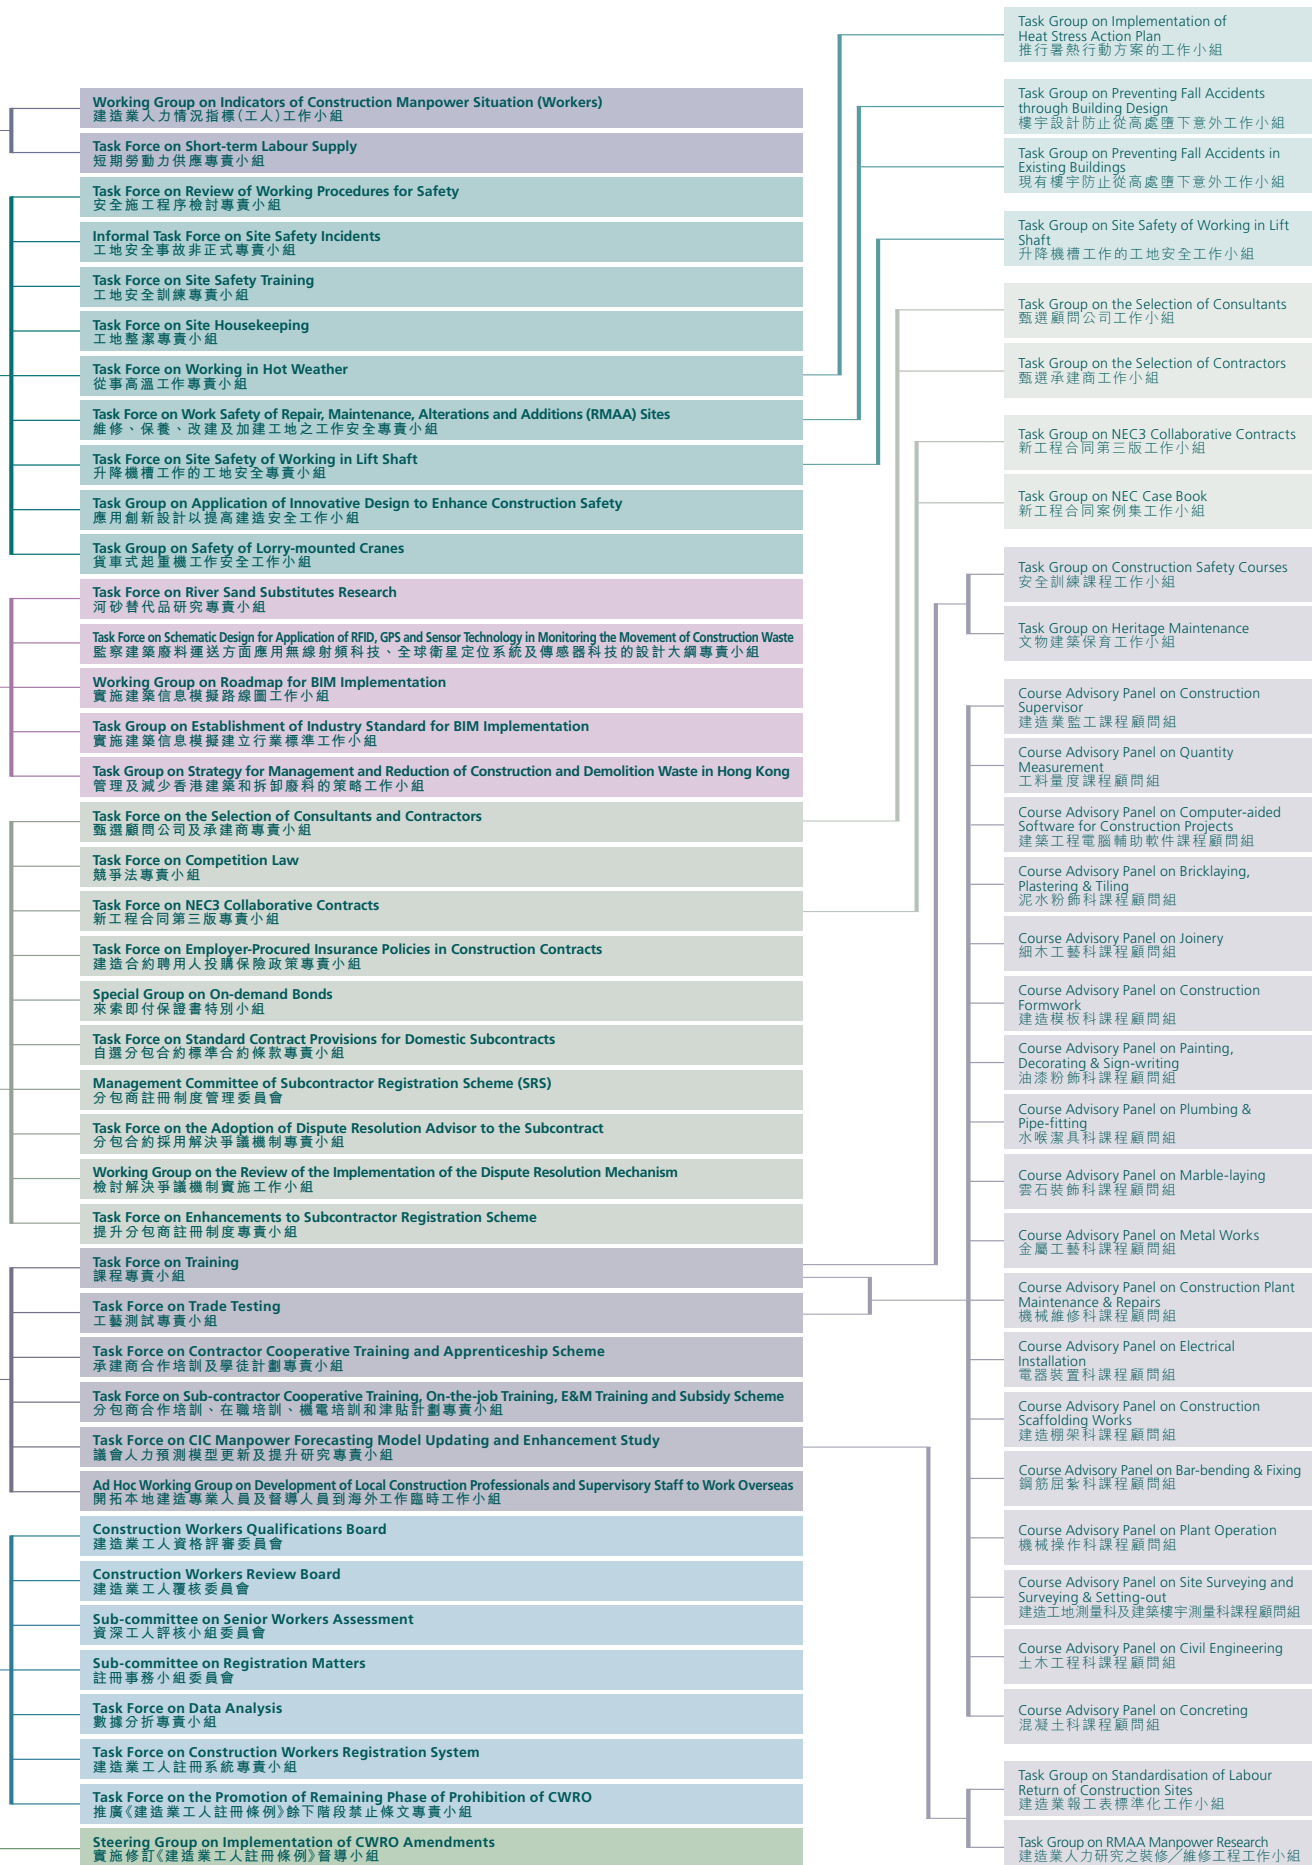 Working Group on Indicators of Construction Manpower Situation (Workers)
建造業人力情況指標(工人)工作小組
Task Force on Short-term Labour Supply
短期勞動力供應專責小組
Task Force on Review of Working Procedures for Safety
安全施工程序檢討專責小組
Informal Task Force on Site Safety Incidents
工地安全事故非正式專責小組
Task Force on Site Safety Training
工地安全訓練專責小組
Task Force on Site Housekeeping
工地整潔專責小組
Task Force on Working in Hot Weather
從事高溫工作專責小組
Task Force on Work Safety of Repair, Maintenance, Alterations and Additions (RMAA) Sites
維修、保養、改建及加建工地之工作安全專責小組
Task Force on Site Safety of Working in Lift Shaft
升降機槽工作的工地安全專責小組
Task Group on Application of Innovative Design to Enhance Construction Safety
應用創新設計以提高建造安全工作小組
Task Group on Safety of Lorry-mounted Cranes
貨車式起重機工作安全工作小組
Task Force on River Sand Substitutes Research
河砂替代品研究專責小組
Task Force on Schematic Design for Application of RFID, GPS and Sensor Technology in Monitoring the Movement of Construction Waste
監察建築廢料運送方面應用無線射頻科技、全球衛星定位系統及傳感器科技的設計大綱專責小組
Working Group on Roadmap for BIM Implementation
實施建築信息模擬路線圖工作小組
Task Group on Establishment of Industry Standard for BIM Implementation
實施建築信息模擬建立行業標準工作小組
Task Group on Strategy for Management and Reduction of Construction and Demolition Waste in Hong Kong
管理及減少香港建築和拆卸廢料的策略工作小組
Task Force on the Selection of Consultants and Contractors
甄選顧問公司及承建商專責小組
Task Force on Competition Law
競爭法專責小組
Task Force on NEC3 Collaborative Contracts
新工程合同第三版專責小組
Task Force on Employer-Procured Insurance Policies in Construction Contracts
建造合約聘用人投購保險政策專責小組
Special Group on On-demand Bonds
來索即付保證書特別小組
Task Force on Standard Contract Provisions for Domestic Subcontracts
自選分包合約標準合約條款專責小組
Management Committee of Subcontractor Registration Scheme (SRS)
分包商註冊制度管理委員會
Task Force on the Adoption of Dispute Resolution Advisor to the Subcontract
分包合約採用解決爭議機制專責小組
Working Group on the Review of the Implementation of the Dispute Resolution Mechanism
檢討解決爭議機制實施工作小組
Task Force on Enhancements to Subcontractor Registration Scheme
提升分包商註冊制度專責小組
Task Force on Training
課程專責小組
Task Force on Trade Testing
工藝測試專責小組
Task Force on Contractor Cooperative Training and Apprenticeship Scheme
承建商合作培訓及學徒計劃專責小組
Task Force on Sub-contractor Cooperative Training, On-the-job Training, E&M Training and Subsidy Scheme
分包商合作培訓、在職培訓、機電培訓和津貼計劃專責小組
Task Force on CIC Manpower Forecasting Model Updating and Enhancement Study
議會人力預測模型更新及提升研究專責小組
Ad Hoc Working Group on Development of Local Construction Professionals and Supervisory Staff to Work Overseas
開拓本地建造專業人員及督導人員到海外工作臨時工作小組
Construction Workers Qualifications Board
建造業工人資格評審委員會
Construction Workers Review Board
建造業工人覆核委員會
Sub-committee on Senior Workers Assessment
資深工人評核小組委員會
Sub-committee on Registration Matters
註冊事務小組委員會
Task Force on Data Analysis
數據分折專責小組
Task Force on Construction Workers Registration System
建造業工人註冊系統專責小組
Task Force on the Promotion of Remaining Phase of Prohibition of CWRO
推廣《建造業工人註冊條例》餘下階段禁止條文專責小組
Steering Group on Implementation of CWRO Amendments
實施修訂《建造業工人註冊條例》督導小組
Task Group on Implementation of
Heat Stress Action Plan
推行暑熱行動方案的工作小組
Task Group on Preventing Fall Accidents
through Building Design
樓宇設計防止從高處墮下意外工作小組
Task Group on Preventing Fall Accidents in
Existing Buildings
現有樓宇防止從高處墮下意外工作小組
Task Group on Site Safety of Working in Lift
Shaft
升降機槽工作的工地安全工作小組
Task Group on the Selection of Consultants
甄選顧問公司工作小組
Task Group on the Selection of Contractors
甄選承建商工作小組
Task Group on NEC3 Collaborative Contracts
新工程合同第三版工作小組
Task Group on NEC Case Book
新工程合同案例集工作小組
Task Group on Construction Safety Courses
安全訓練課程工作小組
Task Group on Heritage Maintenance
文物建築保育工作小組
Course Advisory Panel on Construction
Supervisor
建造業監工課程顧問組
Course Advisory Panel on Quantity
Measurement
工料量度課程顧問組
Course Advisory Panel on Computer-aided
Software for Construction Projects
建築工程電腦輔助軟件課程顧問組
Course Advisory Panel on Bricklaying,
Plastering & Tiling
泥水粉飾科課程顧問組
Course Advisory Panel on Joinery
細木工藝科課程顧問組
Course Advisory Panel on Construction
Formwork
建造模板科課程顧問組
Course Advisory Panel on Painting,
Decorating & Sign-writing
油漆粉飾科課程顧問組
Course Advisory Panel on Plumbing &
Pipe-fitting
水喉潔具科課程顧問組
Course Advisory Panel on Marble-laying
雲石裝飾科課程顧問組
Course Advisory Panel on Metal Works
金屬工藝科課程顧問組
Course Advisory Panel on Construction Plant
Maintenance & Repairs
機械維修科課程顧問組
Course Advisory Panel on Electrical
Installation
電器裝置科課程顧問組
Course Advisory Panel on Construction
Scaffolding Works
建造棚架科課程顧問組
Course Advisory Panel on Bar-bending & Fixing
鋼筋屈紮科課程顧問組
Course Advisory Panel on Plant Operation
機械操作科課程顧問組
Course Advisory Panel on Site Surveying and
Surveying & Setting-out
建造工地測量科及建築樓宇測量科課程顧問組
Course Advisory Panel on Civil Engineering
土木工程科課程顧問組
Course Advisory Panel on Concreting
混凝土科課程顧問組
Task Group on Standardisation of Labour
Return of Construction Sites
建造業報工表標準化工作小組
Task Group on RMAA Manpower Research
建造業人力研究之裝修／維修工程工作小組